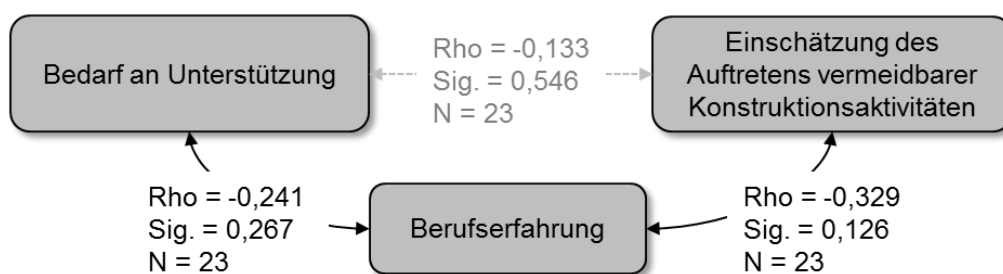 Bedarf an Unterstützung
Rho = -0,133
Sig. = 0,546
N = 23
Einschätzung des
Auftretens vermeidbarer
Konstruktionsaktivitäten
Rho = -0,241
Sig. = 0,267
N = 23
Berufserfahrung
Rho = -0,329
Sig. = 0,126
N = 23